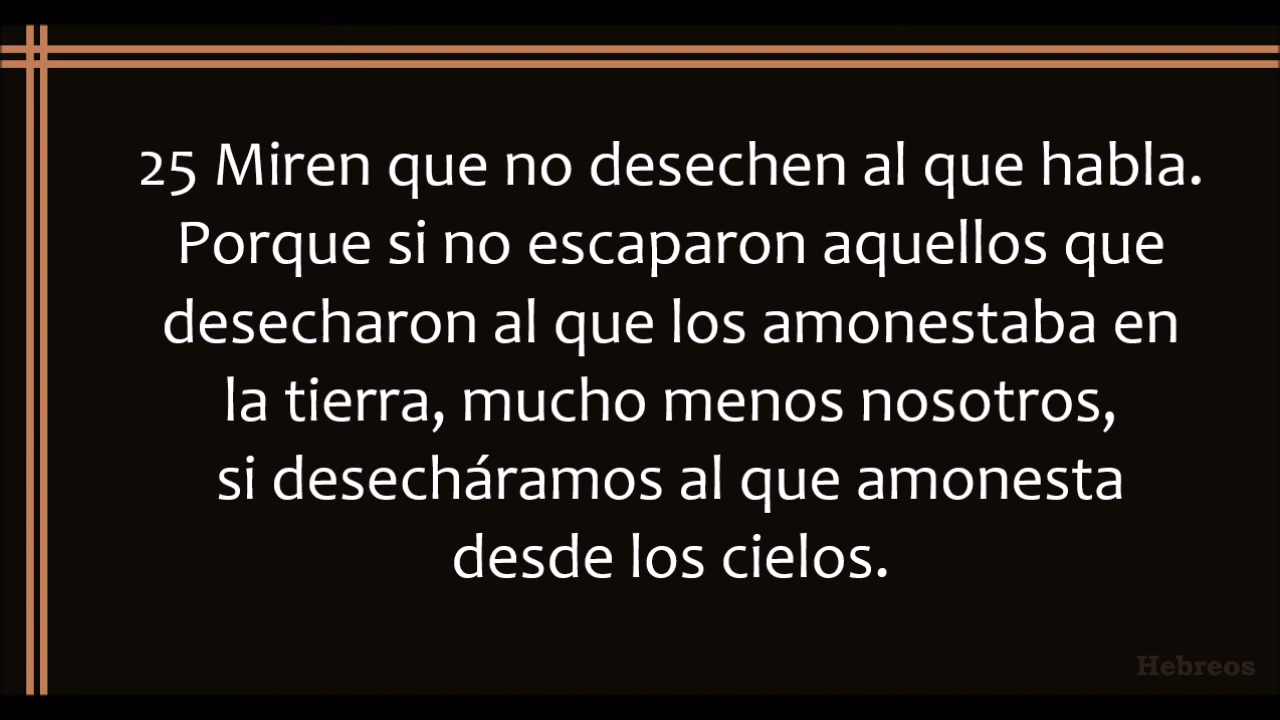 25 Miren que no desechen al que habla.
Porque si no escaparon aquellos que
desecharon al que los amonestaba en
la tierra, mucho menos nosotros,
si desecháramos al que amonesta
desde los cielos.
Hebreos